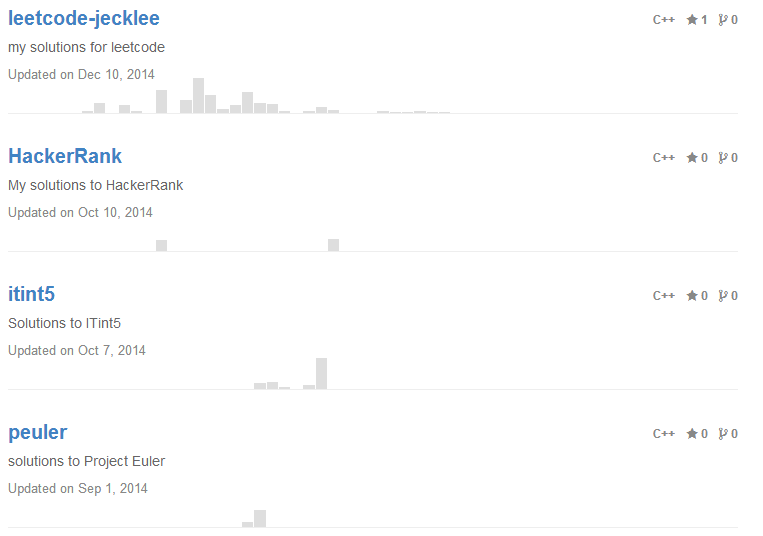 leetcode-jecklee C++ 1 0
my solutions for leetcode
Updated on Dec 10, 2014
HackerRank C++ 0 0
My solutions to HackerRank
Updated on Oct 10, 2014
itint5 C++ 0 0
Solutions to ITint5
Updated on Oct 7, 2014
peuler C++ 0 0
solutions to Project Euler
Updated on Sep 1, 2014